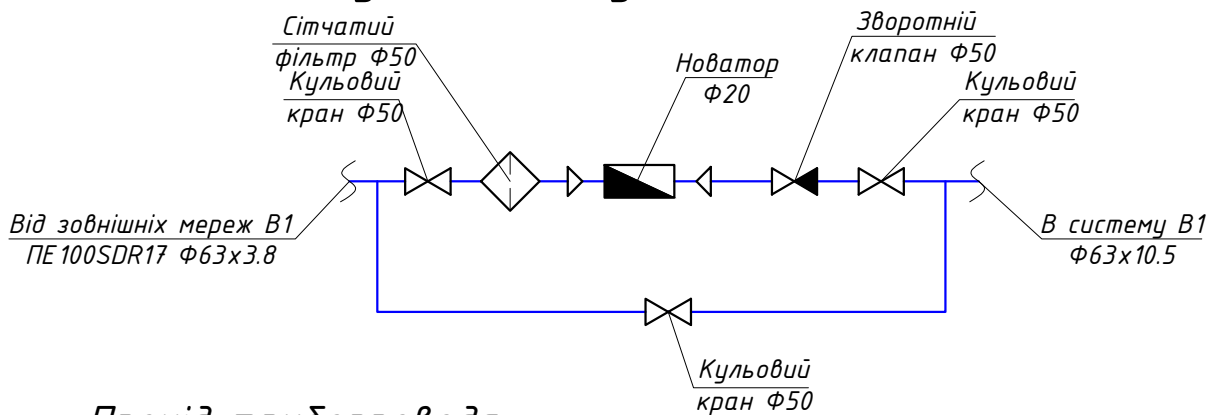 Сітчатий
фільтр Ф50
Кульовий
кран Ф50
Новатор
Ф20
Зворотній
клапан Ф50
Кульовий
кран Ф50
Від зовнішніх мереж В1
ПЕ100SDR17 Ф63х3.8
В систему В1
Ф63х10.5
Кульовий
кран Ф50